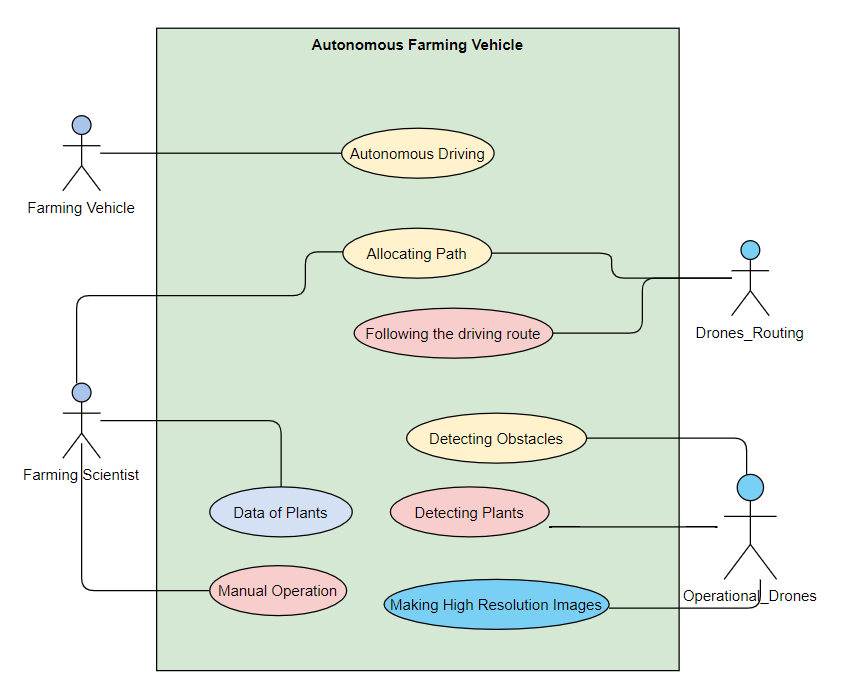 Autonomous Farming Vehicle
Autonomous Driving
Farming Vehicle
Allocating Path
Following the driving route
Drones_Routing
Detecting Obstacles
Farming Scientist
Data of Plants
Detecting Plants
Manual Operation
Making High Resolution Images
Operational_Drones